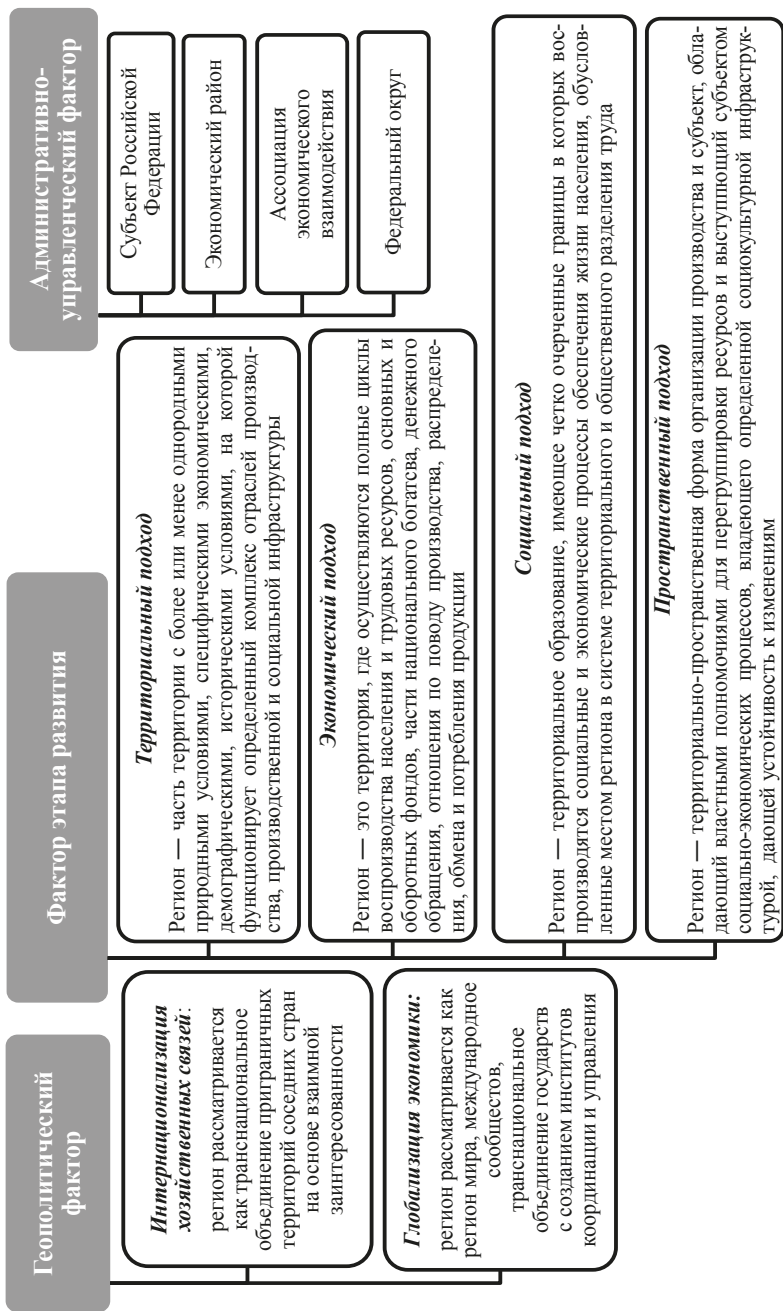 Геополитический
фактор
Интернационализация
хозяйственных связей:
регион рассматривается
как транснациональное
объединение приграничных
территорий соседних стран
на основе взаимной
заинтересованности
Глобализация экономики:
регион рассматривается как
регион мира, международное
сообществ,
транснациональное
объединение государств
с созданием институтов
координации и управления
Фактор этапа развития
Территориальный подход
Регион — часть территории с более или менее однородными
природными условиями, специфическими экономическими,
демографическими, историческими условиями, на которой
функционирует определенный комплекс отраслей производ-
ства, производственной и социальной инфраструктуры
Экономический подход
Регион — это территория, где осуществляются полные циклы
воспроизводства населения и трудовых ресурсов, основных и
оборотных фондов, части национального богатсва, денежного
обращения, отношения по поводу производства, распределе-
ния, обмена и потребления продукции
Социальный подход
Регион — территориальное образование, имеющее четко очерченные границы в которых вос-
производятся социальные и экономические процессы обеспечения жизни населения, обуслов-
ленные местом региона в системе территориального и общественного разделения труда
Пространственный подход
Регион — территориально-пространственная форма организации производства и субъект, обла-
дающий властными полномочиями для перегруппировки ресурсов и выступающий субъектом
социально-экономических процессов, владеющего определенной социокультурной инфраструк-
турой, дающей устойчивость к изменениям
Административно-
управленческий фактор
Субъект Российской
Федерации
Экономический район
Ассоциация
экономического
взаимодействия
Федеральный округ